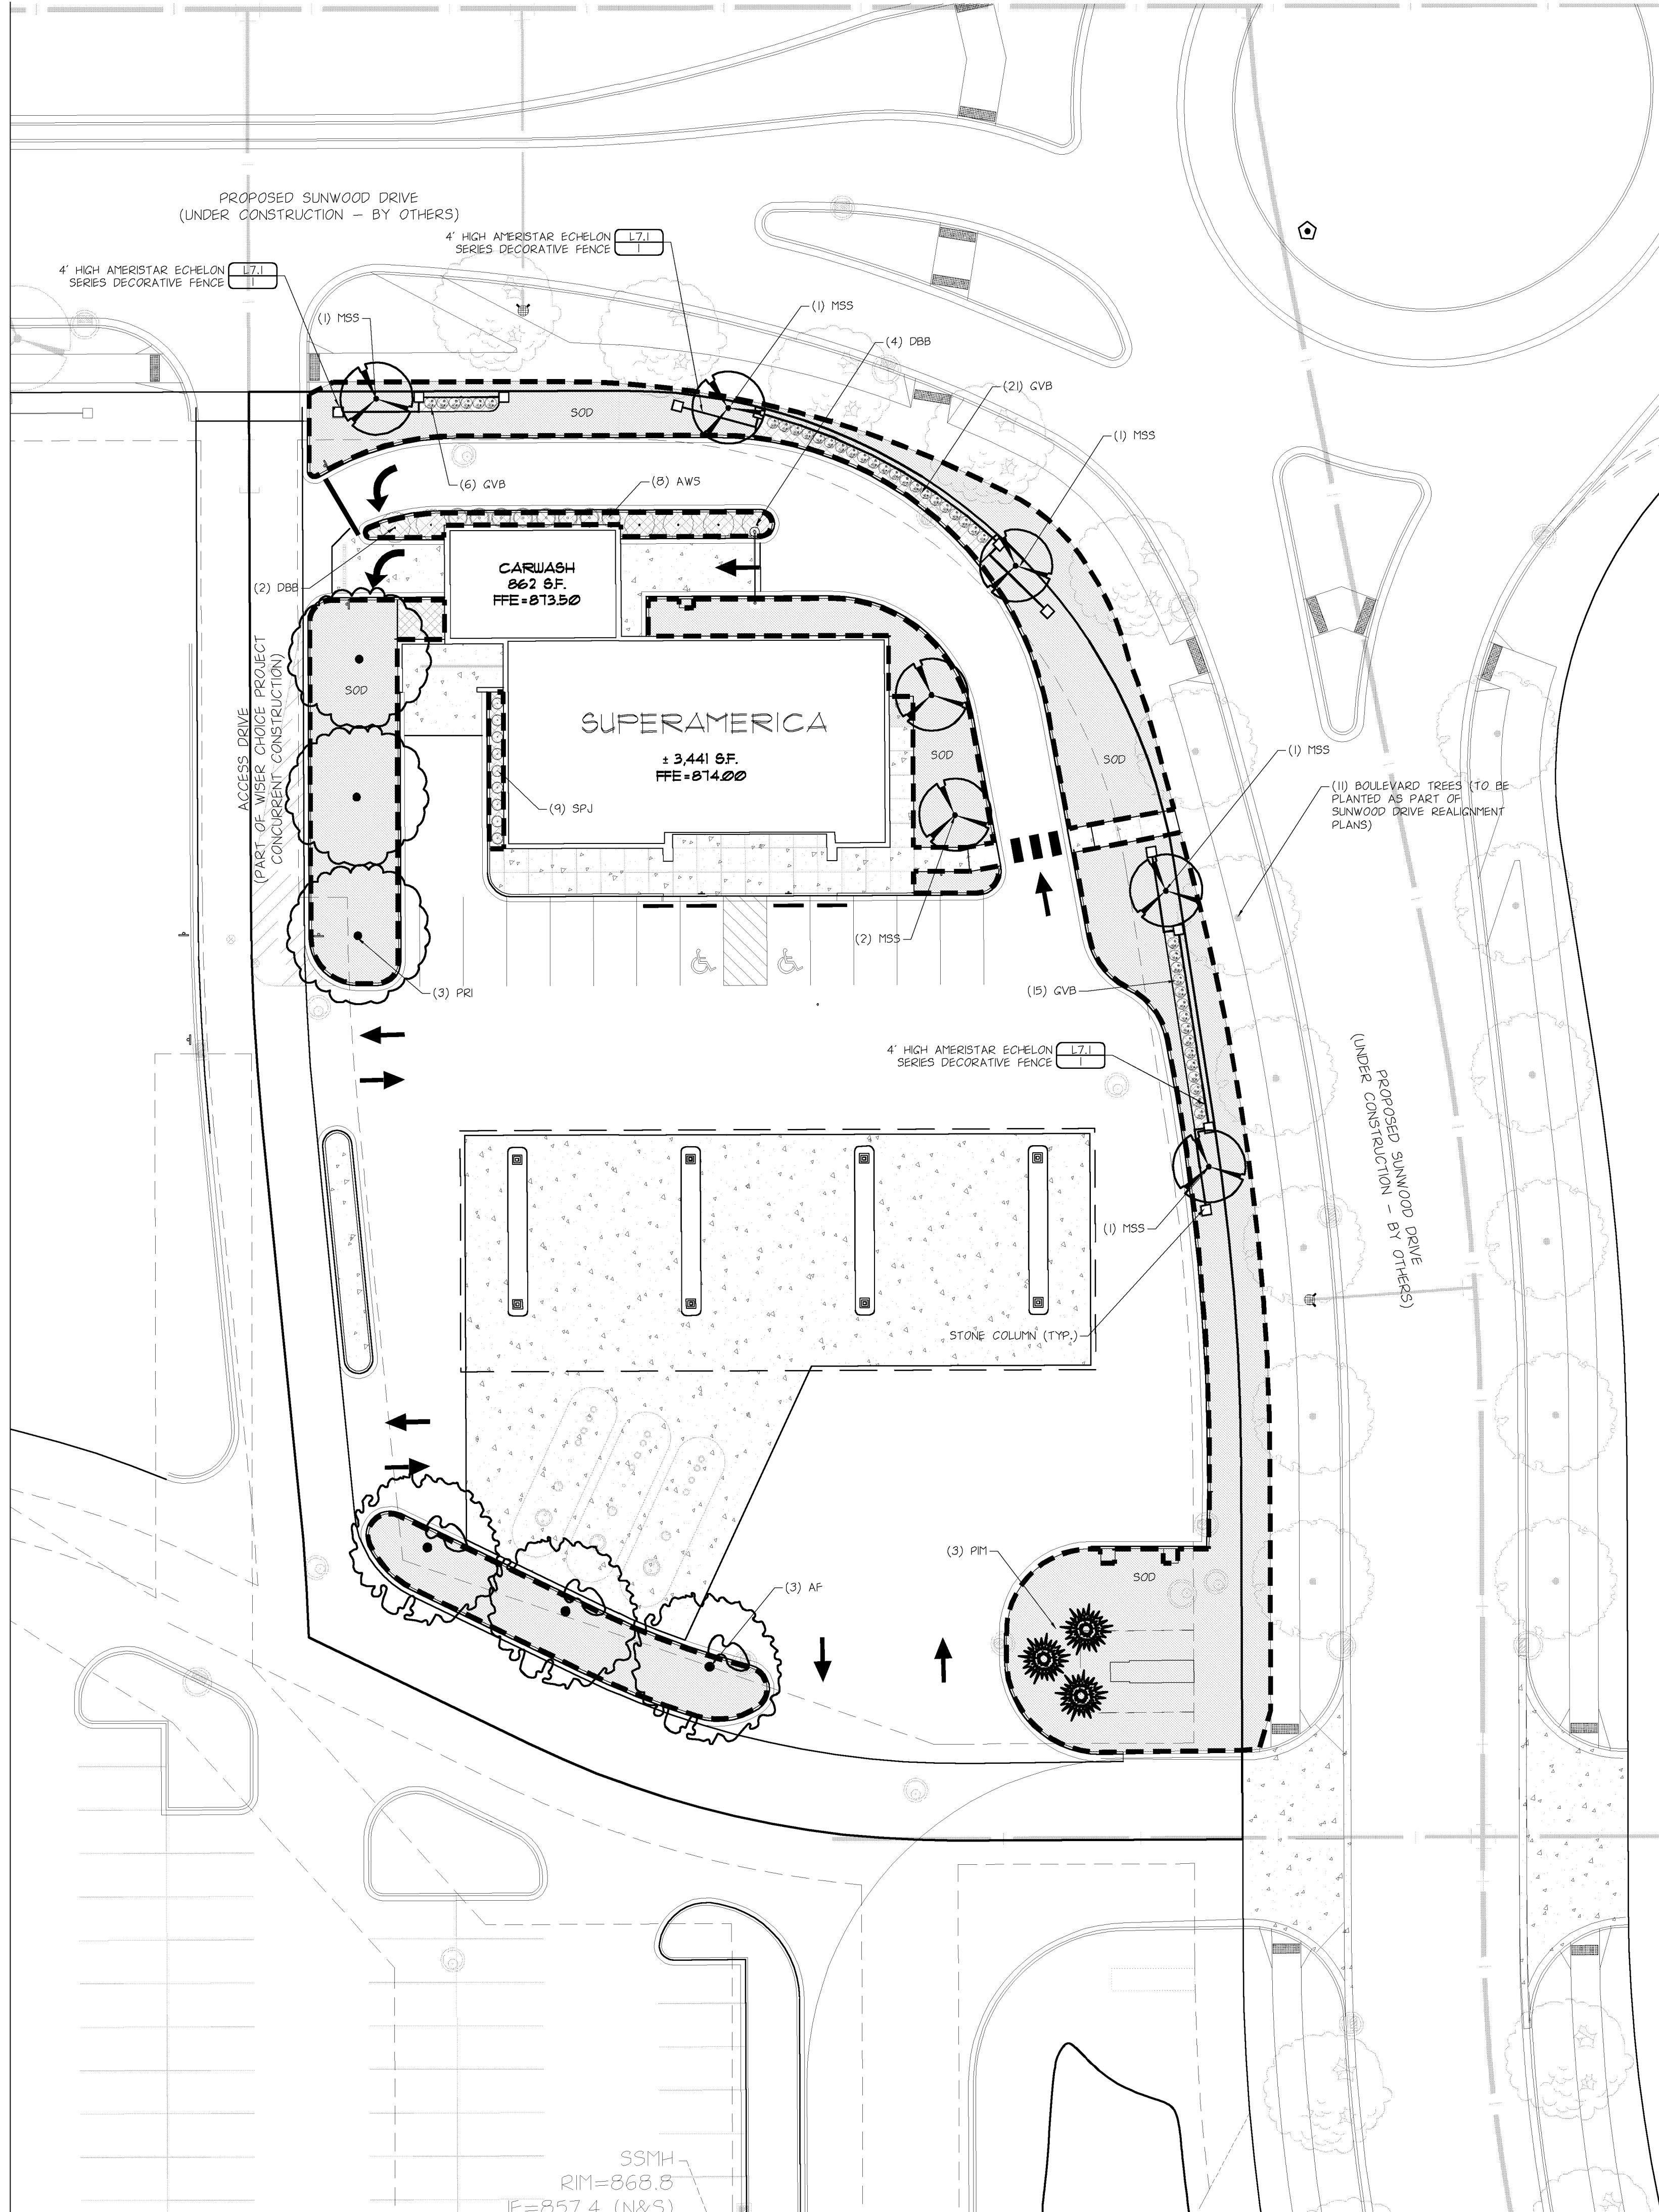 PROPOSED SUNWOOD DRIVE
(UNDER CONSTRUCTION – BY OTHERS)
4' HIGH AMERISTAR ECHELON
SERIES DECORATIVE FENCE
L7.1
1
4' HIGH AMERISTAR ECHELON
SERIES DECORATIVE FENCE
L7.1
1
(1) MSS
(1) MSS
(4) DBB
(21) GVB
SOD
(1) MSS
(6) GVB
(8) AWS
CARWASH
862 S.F.
FFE=873.50
(2) DBB
ACCESS DRIVE
(PART OF WISER CHOICE PROJECT
CONCURRENT CONSTRUCTION)
SOD
SUPERAMERICA
± 3,441 S.F.
FFE=874.00
SOD
SOD
(1) MSS
(11) BOULEVARD TREES (TO BE
PLANTED AS PART OF
SUNWOOD DRIVE REALIGNMENT
PLANS)
(9) SPJ
(2) MSS
(3) PRI
(15) GVB
4' HIGH AMERISTAR ECHELON
SERIES DECORATIVE FENCE
L7.1
1
PROPOSED SUNWOOD DRIVE
(UNDER CONSTRUCTION – BY OTHERS)
(1) MSS
STONE COLUMN (TYP.)
(3) PIM
SOD
(3) AF
SSMH
RIM=868.8
IE=857.4 (N&S)